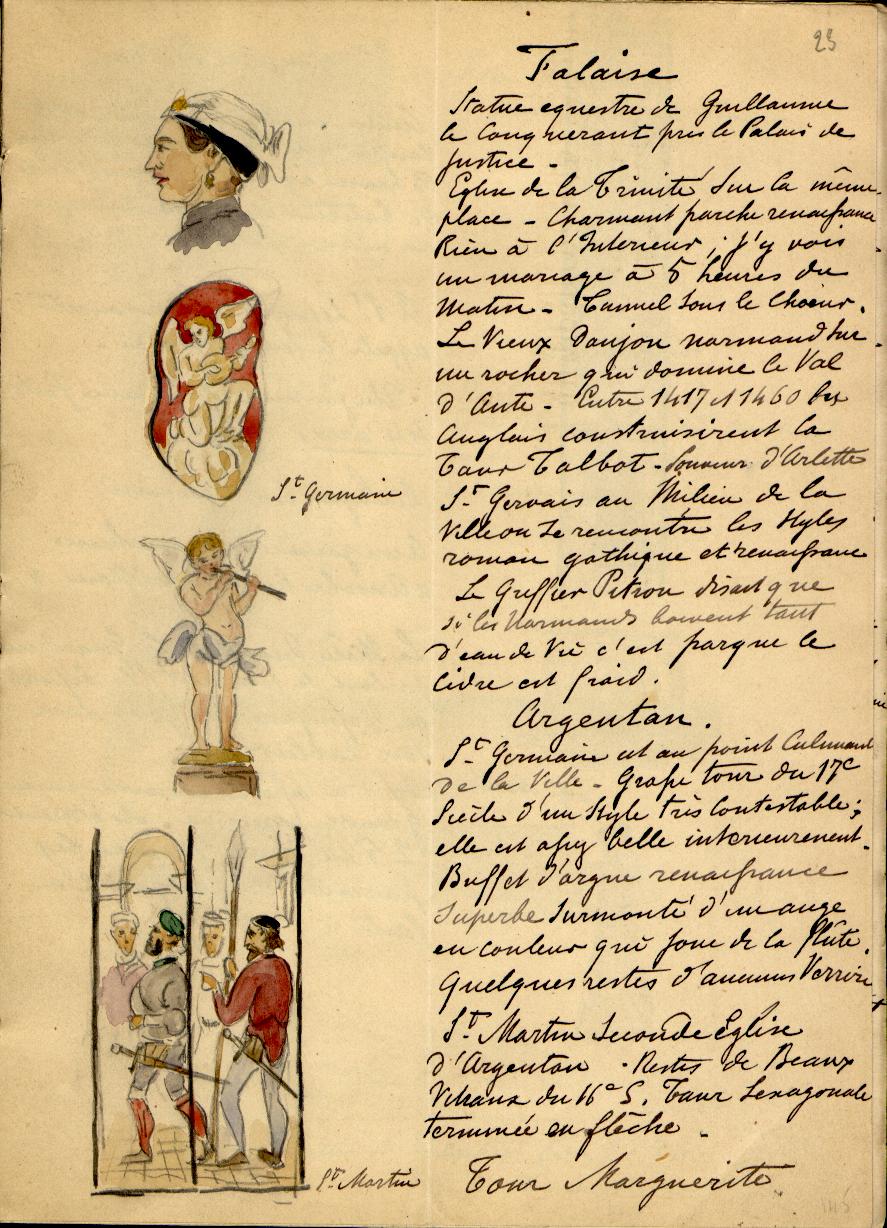 23
Falaise
Statue equestre de Guillaume
le Conquerant près le Palais de
Justice -
Eglise de la Trinité sur la même
place - Charmant porche renaissance
Rien à l'Interieur, J'y vois
un mariage à 5 heures du
Matin - Tunnel sous le Choeur.
Le Vieux Donjon normand sur
un rocher qui domine le Val
d'Ante - Entre 1417 et 1460 les
Anglais construisirent la
Tour Talbot - Souvenir d'Arlette
St Gervais au Milieu de la
Ville ou se rencontre les styles
roman gothique et renaissance
Le Greffier Pitron disait que
si les Normands boivent tant
d'eau de Vie c'est parque le
Cidre est froid.
Argentan.
St Germain est au point Culminant
de la Ville - Grosse tour du 17e
Siècle d'un style très contestable;
elle est assez belle interieurement.
Buffet d'orgue renaissance
superbe surmonté d'un ange
en couleur qui joue de la flûte.
Quelques restes d'anciens Verrière
St Martin Seconde Eglise
d'Argentan - Restes de Beaux
Vitraux du 16e S. Tour hexagonale
terminée en flèche -
Tour Marguerite
St Germain
St Martin